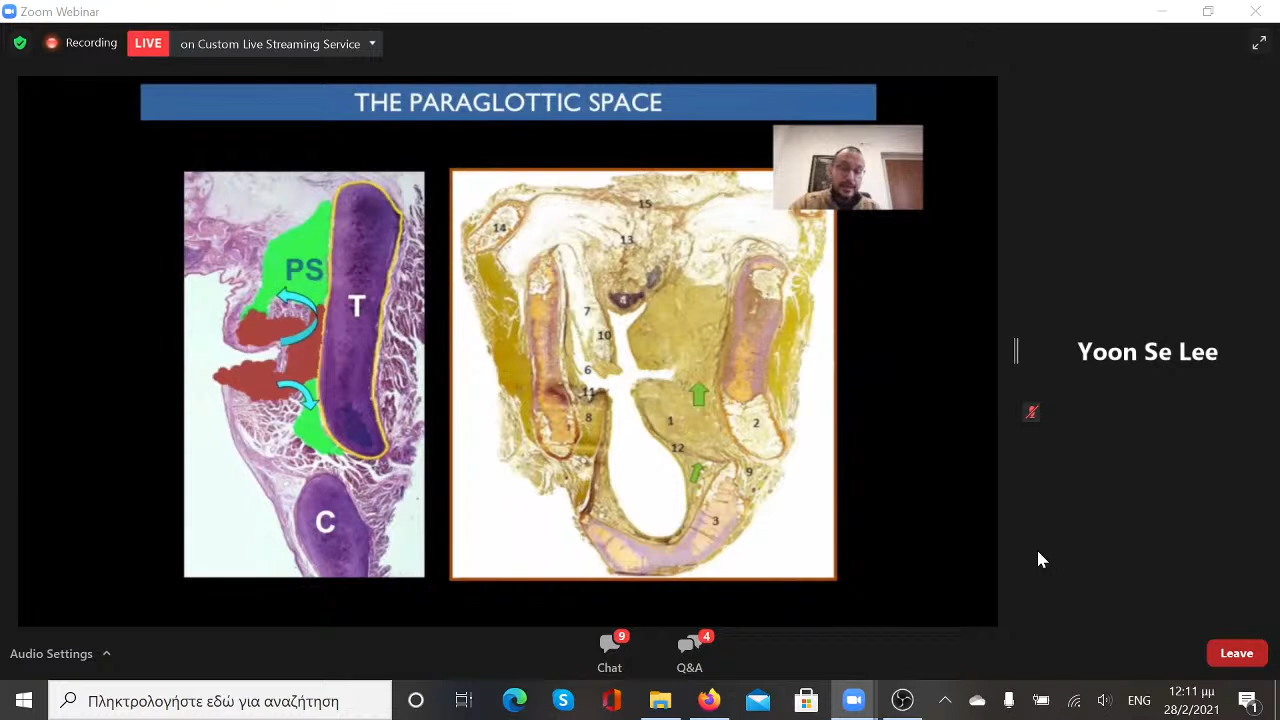 Zoom Webinar
Recording
LIVE
on Custom Live Streaming Service
THE PARAGLOTTIC SPACE
PS
T
C
15
14
13
4
7
10
6
11
8
1
12
2
9
3
Yoon Se Lee
Audio Settings
9
Chat
4
Q&A
Leave
Πληκτρολογήστε εδώ για αναζήτηση
ENG
12:11 μμ
28/2/2021
1